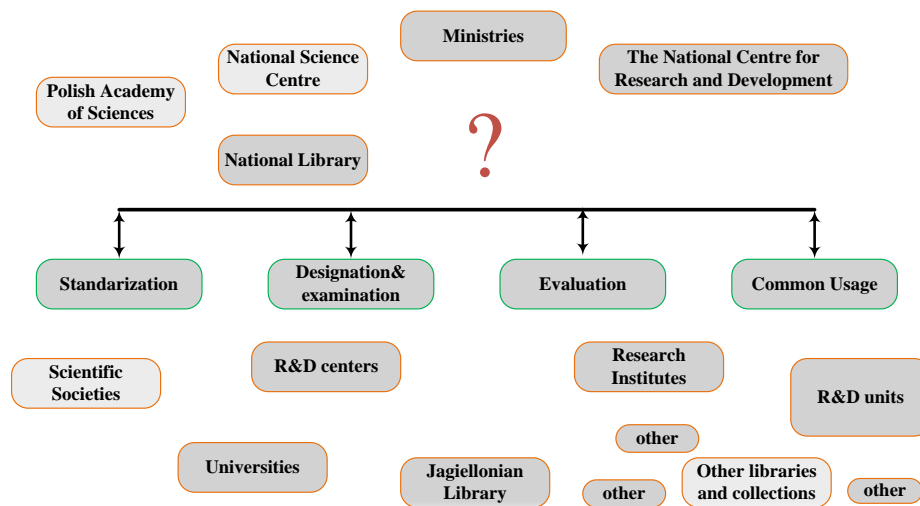 Ministries
National Science
Centre
The National Centre for
Research and Development
Polish Academy
of Sciences
National Library
?
Standarization
Designation&
examination
Evaluation
Common Usage
Scientific
Societies
R&D centers
Research
Institutes
R&D units
other
Universities
Jagiellonian
Library
other
Other libraries
and collections
other